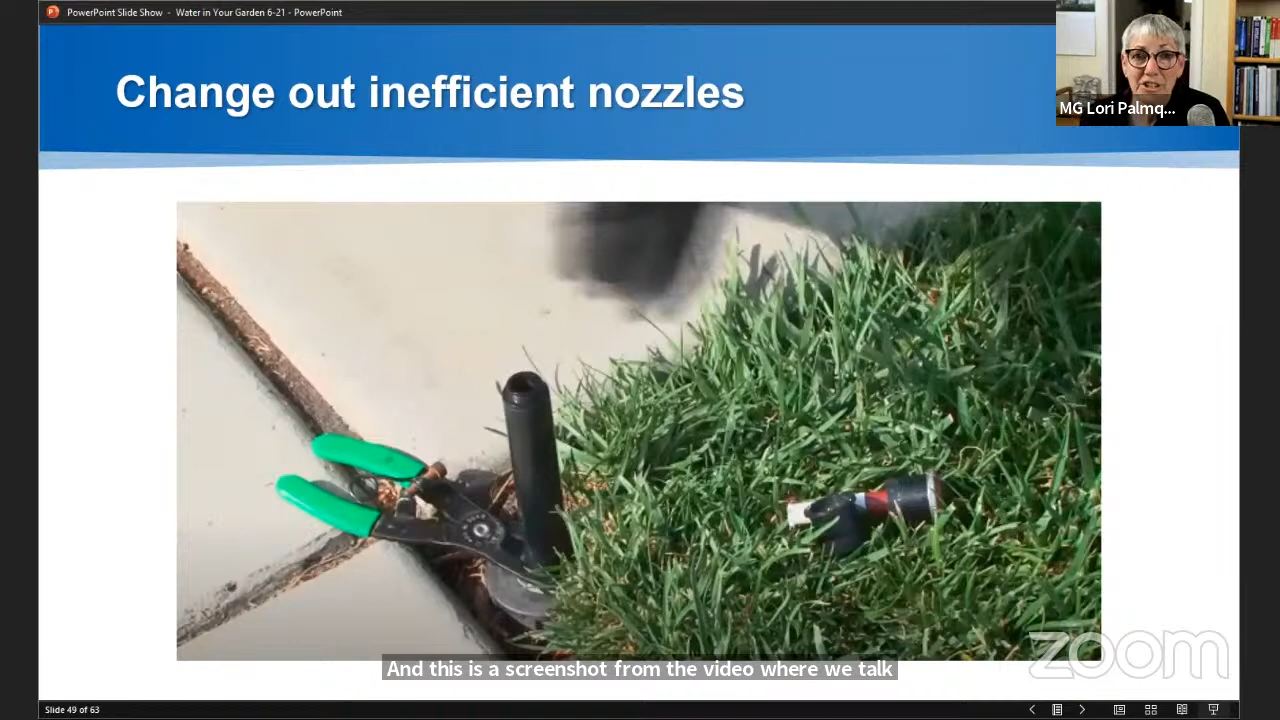 PowerPoint Slide Show - Water in Your Garden 6-21 - PowerPoint
Change out inefficient nozzles
MG Lori Palmq...
And this is a screenshot from the video where we talk
zoom
Slide 49 of 63